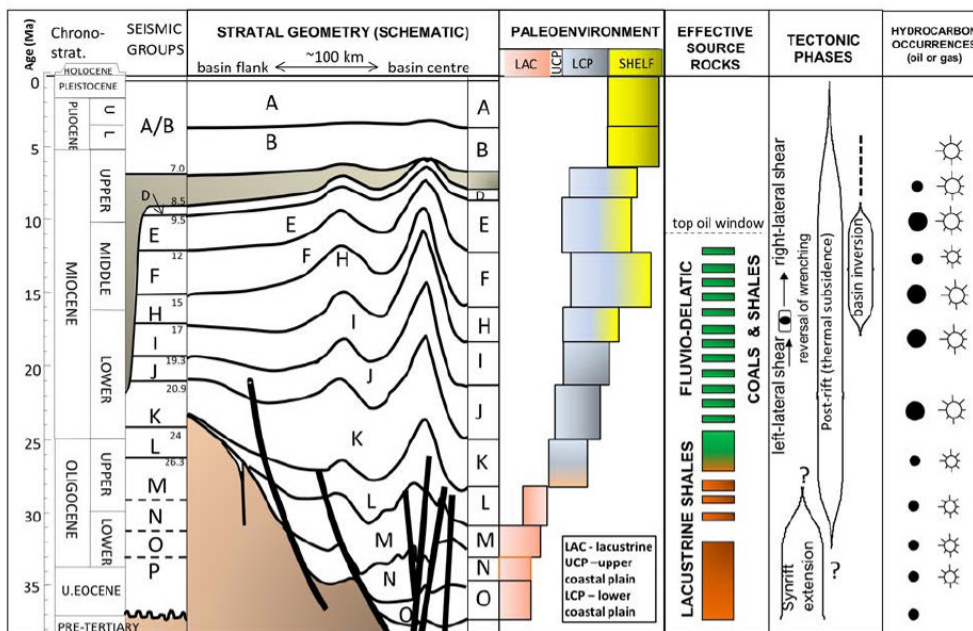 Age (Ma)
Chrono-
strat.
SEISMIC
GROUPS
STRATAL GEOMETRY (SCHEMATIC)
basin flank
~100 km
basin centre
PALEOENVIRONMENT
LAC
UCP
LCP
SHELF
EFFECTIVE
SOURCE
ROCKS
TECTONIC
PHASES
HYDROCARBON
OCCURRENCES
(oil or gas)
0
5
10
15
20
25
30
35
HOLOCENE
PLEISTOCENE
PLIOCENE
U
L
MIOCENE
UPPER
MIDDLE
LOWER
OLIGOCENE
UPPER
LOWER
U.EOCENE
PRE-TERTIARY
A/B
D
E
F
H
I
J
K
L
M
N
O
P
7.0
8.5
9.5
12
15
17
19.3
20.9
24
26.3
A
B
E
F
H
I
J
K
L
M
N
O
A
B
D
E
F
H
I
J
K
L
M
N
O
LAC - lacustrine
UCP –upper
coastal plain
LCP – lower
coastal plain
top oil window
FLUVIO-DELATIC
COALS & SHALES
LACUSTRINE SHALES
left-lateral shear
right-lateral shear
reversal of wrenching
Post-rift (thermal subsidence)
basin inversion
?
Synrift
extension
?